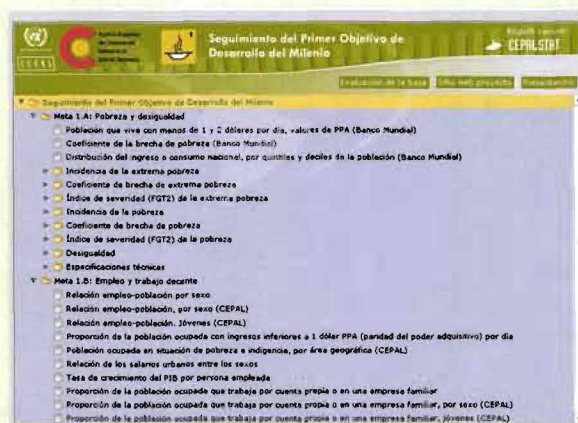 Seguimiento del Primer Objetivo de
Desarrollo del Milenio
CEPALSTAT
Evaluación de la base
Sitio web proyecto
Seguimiento del Primer Objetivo de Desarrollo del Milenio
Meta 1.A: Pobreza y desigualdad
Población que vive con menos de 1 y 2 dólares por día, valores de PPA (Banco Mundial)
Coeficiente de la brecha de pobreza (Banco Mundial)
Distribución del ingreso o consumo nacional, por quintiles y deciles de la población (Banco Mundial)
Incidencia de la extrema pobreza
Coeficiente de brecha de extrema pobreza
Índice de severidad (FGT2) de la extrema pobreza
Incidencia de la pobreza
Coeficiente de brecha de pobreza
Índice de severidad (FGT2) de la pobreza
Desigualdad
Especificaciones técnicas
Meta 1.B: Empleo y trabajo decente
Relación empleo-población por sexo
Relación empleo-población, por sexo (CEPAL)
Relación empleo-población. Jóvenes (CEPAL)
Proporción de la población ocupada con ingresos inferiores a 1 dólar PPA (paridad del poder adquisitivo) por día
Población ocupada en situación de pobreza e indigencia, por área geográfica (CEPAL)
Relación de los salarios urbanos entre los sexos
Tasa de crecimiento del PIB por persona empleada
Proporción de la población ocupada que trabaja por cuenta propia o en una empresa familiar
Proporción de la población ocupada que trabaja por cuenta propia o en una empresa familiar, por sexo (CEPAL)
Proporción de la población ocupada que trabaja por cuenta propia o en una empresa familiar, jóvenes (CEPAL)